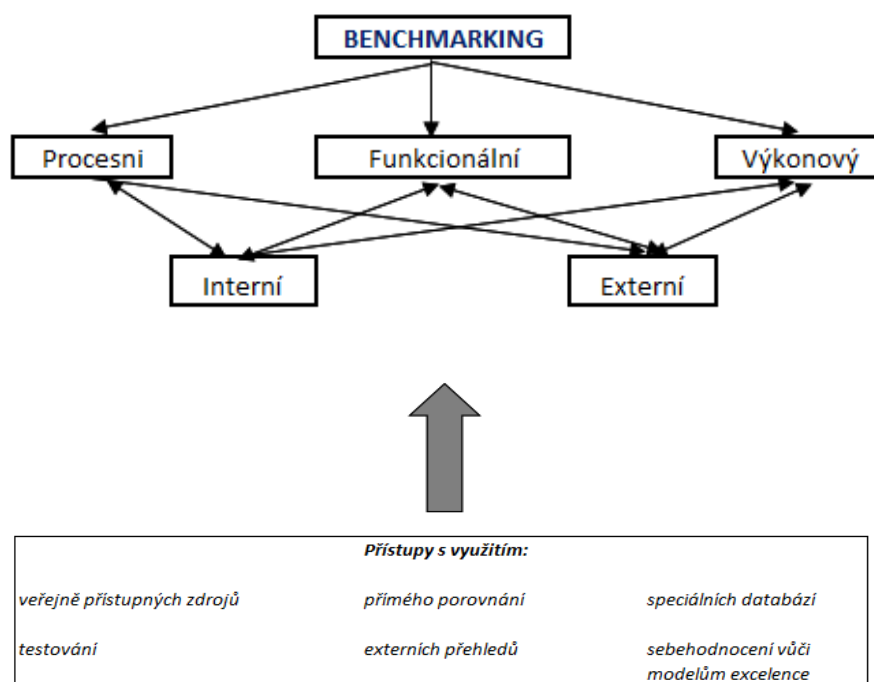 BENCHMARKING
Procesni
Funkcionální
Výkonový
Interní
Externí
Přístupy s využitím:
veřejně přístupných zdrojů
přímého porovnání
speciálních databází
testování
externích přehledů
sebehodnocení vůči
modelům excelence